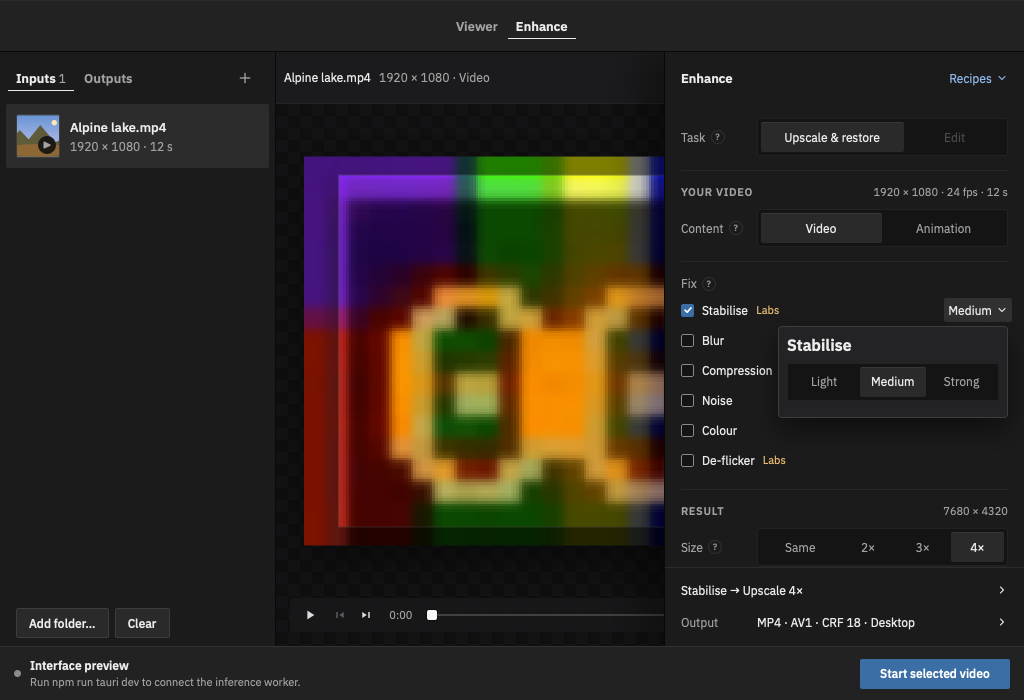 Viewer Enhance
Inputs 1 Outputs
Alpine lake.mp4
1920 × 1080 · 12 s
Add folder...
Clear
Alpine lake.mp4 1920 × 1080 · Video
0:00
Enhance
Recipes
Task ?
Upscale & restore
Edit
YOUR VIDEO
1920 × 1080 · 24 fps · 12 s
Content ?
Video
Animation
Fix ?
Stabilise Labs
Medium
Blur
Compression
Noise
Colour
De-flicker Labs
Stabilise
Light
Medium
Strong
RESULT
7680 × 4320
Size ?
Same
2×
3×
4×
Stabilise → Upscale 4×
Output
MP4 · AV1 · CRF 18 · Desktop
Interface preview
Run npm run tauri dev to connect the inference worker.
Start selected video